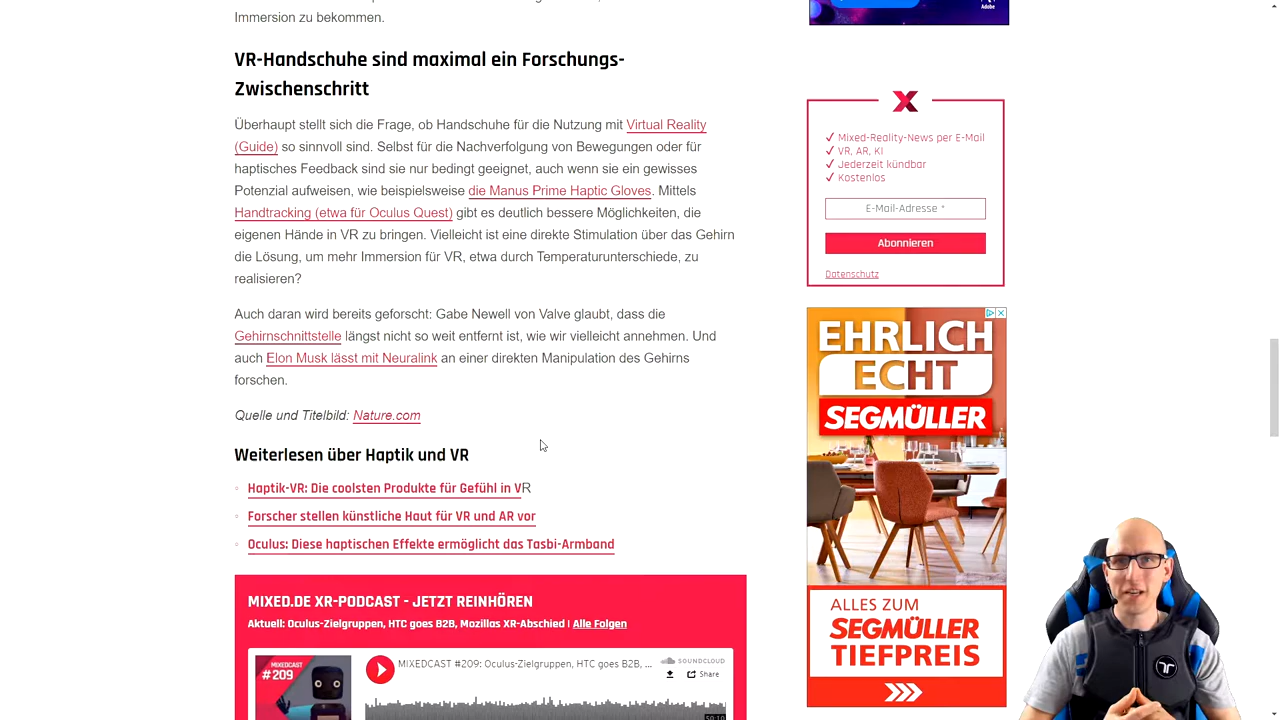 Immersion zu bekommen.
Adobe
VR-Handschuhe sind maximal ein Forschungs-
Zwischenschritt
Überhaupt stellt sich die Frage, ob Handschuhe für die Nutzung mit Virtual Reality
(Guide) so sinnvoll sind. Selbst für die Nachverfolgung von Bewegungen oder für
haptisches Feedback sind sie nur bedingt geeignet, auch wenn sie ein gewisses
Potenzial aufweisen, wie beispielsweise die Manus Prime Haptic Gloves. Mittels
Handtracking (etwa für Oculus Quest) gibt es deutlich bessere Möglichkeiten, die
eigenen Hände in VR zu bringen. Vielleicht ist eine direkte Stimulation über das Gehirn
die Lösung, um mehr Immersion für VR, etwa durch Temperaturunterschiede, zu
realisieren?
Auch daran wird bereits geforscht: Gabe Newell von Valve glaubt, dass die
Gehirnschnittstelle längst nicht so weit entfernt ist, wie wir vielleicht annehmen. Und
auch Elon Musk lässt mit Neuralink an einer direkten Manipulation des Gehirns
forschen.
Quelle und Titelbild: Nature.com
Weiterlesen über Haptik und VR
Haptik-VR: Die coolsten Produkte für Gefühl in VR
Forscher stellen künstliche Haut für VR und AR vor
Oculus: Diese haptischen Effekte ermöglicht das Tasbi-Armband
MIXED.DE XR-PODCAST - JETZT REINHÖREN
Aktuell: Oculus-Zielgruppen, HTC goes B2B, Mozillas XR-Abschied | Alle Folgen
MIXEDCAST
#209
MIXEDCAST #209: Oculus-Zielgruppen, HTC goes B2B, ...
SOUNDCLOUD
Share
50:10
X
✓ Mixed-Reality-News per E-Mail
✓ VR, AR, KI
✓ Jederzeit kündbar
✓ Kostenlos
E-Mail-Adresse *
Abonnieren
Datenschutz
EHRLICH
ECHT
SEGMÜLLER
ALLES ZUM
SEGMÜLLER
TIEFPREIS